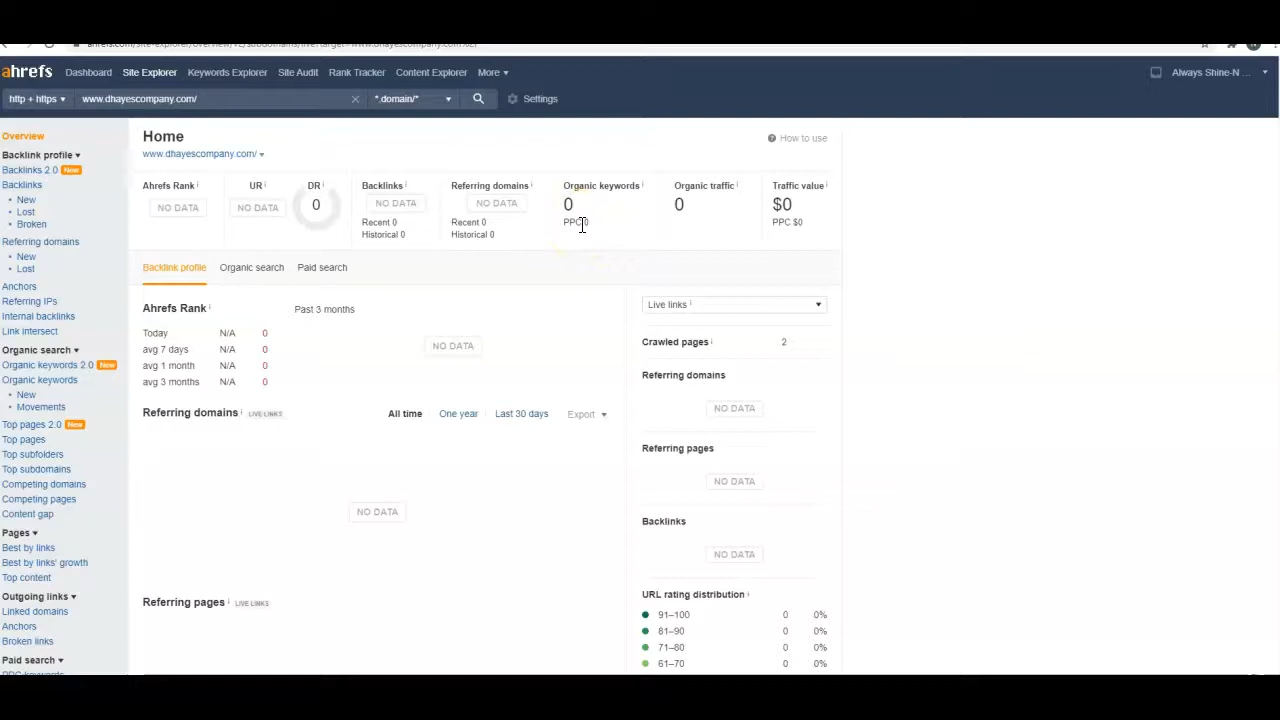 ahrefs
Dashboard
Site Explorer
Keywords Explorer
Site Audit
Rank Tracker
Content Explorer
More
Always Shine-N ...
http + https
www.dhayescompany.com/
*.domain/*
Settings
Overview
Backlink profile
Backlinks 2.0 New
Backlinks
New
Lost
Broken
Referring domains
New
Lost
Anchors
Referring IPs
Internal backlinks
Link intersect
Organic search
Organic keywords 2.0 New
Organic keywords
New
Movements
Top pages 2.0 New
Top pages
Top subfolders
Top subdomains
Competing domains
Competing pages
Content gap
Pages
Best by links
Best by links' growth
Top content
Outgoing links
Linked domains
Anchors
Broken links
Paid search
Home
How to use
www.dhayescompany.com/
Ahrefs Rank
NO DATA
UR
NO DATA
DR
0
Backlinks
NO DATA
Recent 0
Historical 0
Referring domains
NO DATA
Recent 0
Historical 0
Organic keywords
0
PPC 0
Organic traffic
0
Traffic value
$0
PPC $0
Backlink profile
Organic search
Paid search
Ahrefs Rank
Past 3 months
Today N/A 0
avg 7 days N/A 0
avg 1 month N/A 0
avg 3 months N/A 0
NO DATA
Referring domains LIVE LINKS
All time
One year
Last 30 days
Export
NO DATA
Referring pages LIVE LINKS
Live links
Crawled pages 2
Referring domains
NO DATA
Referring pages
NO DATA
Backlinks
NO DATA
URL rating distribution
91–100 0 0%
81–90 0 0%
71–80 0 0%
61–70 0 0%